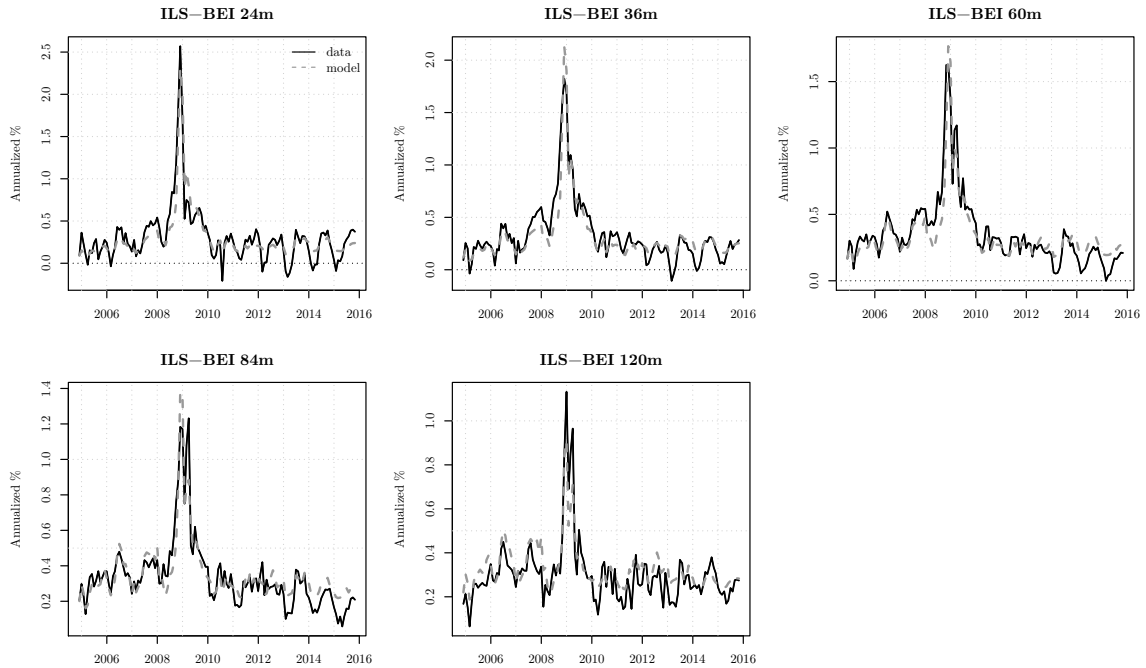 ILS−BEI 24m
Annualized %
0.0 0.5 1.0 1.5 2.0 2.5
data
model
2006 2008 2010 2012 2014 2016
ILS−BEI 36m
Annualized %
0.0 0.5 1.0 1.5 2.0
2006 2008 2010 2012 2014 2016
ILS−BEI 60m
Annualized %
0.0 0.5 1.0 1.5
2006 2008 2010 2012 2014 2016
ILS−BEI 84m
Annualized %
0.2 0.4 0.6 0.8 1.0 1.2 1.4
2006 2008 2010 2012 2014 2016
ILS−BEI 120m
Annualized %
0.2 0.4 0.6 0.8 1.0
2006 2008 2010 2012 2014 2016